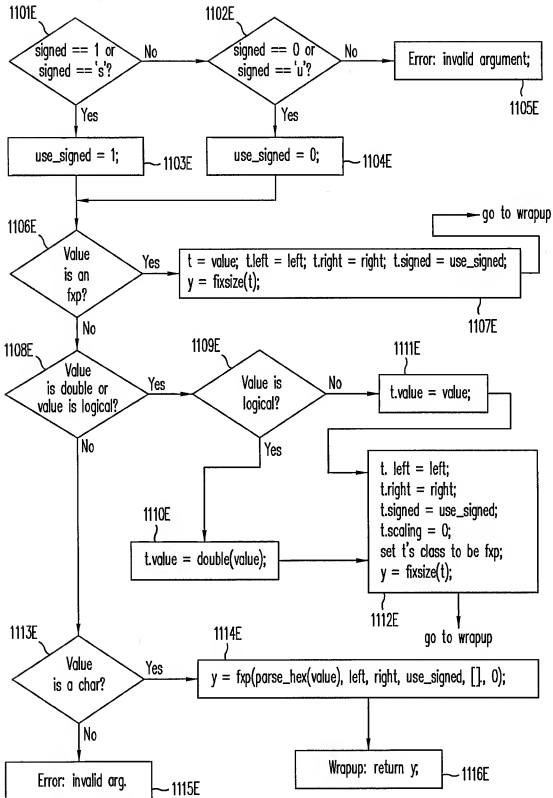 1101E
signed == 1 or
signed == 's'?
No
Yes
1102E
signed == 0 or
signed == 'u'?
No
Yes
Error: invalid argument;
1105E
use_signed = 1;
1103E
use_signed = 0;
1104E
1106E
Value
is an
fxp?
Yes
No
t = value; t.left = left; t.right = right; t.signed = use_signed;
y = fixsize(t);
1107E
go to wrapup
1108E
Value
is double or
value is logical?
Yes
No
1109E
Value is
logical?
No
Yes
1111E
t.value = value;
1110E
t.value = double(value);
t. left = left;
t.right = right;
t.signed = use_signed;
t.scaling = 0;
set t's class to be fxp;
y = fixsize(t);
1112E
go to wrapup
1113E
Value
is a char?
Yes
No
1114E
y = fxp(parse_hex(value), left, right, use_signed, [], 0);
Error: invalid arg.
1115E
Wrapup: return y;
1116E